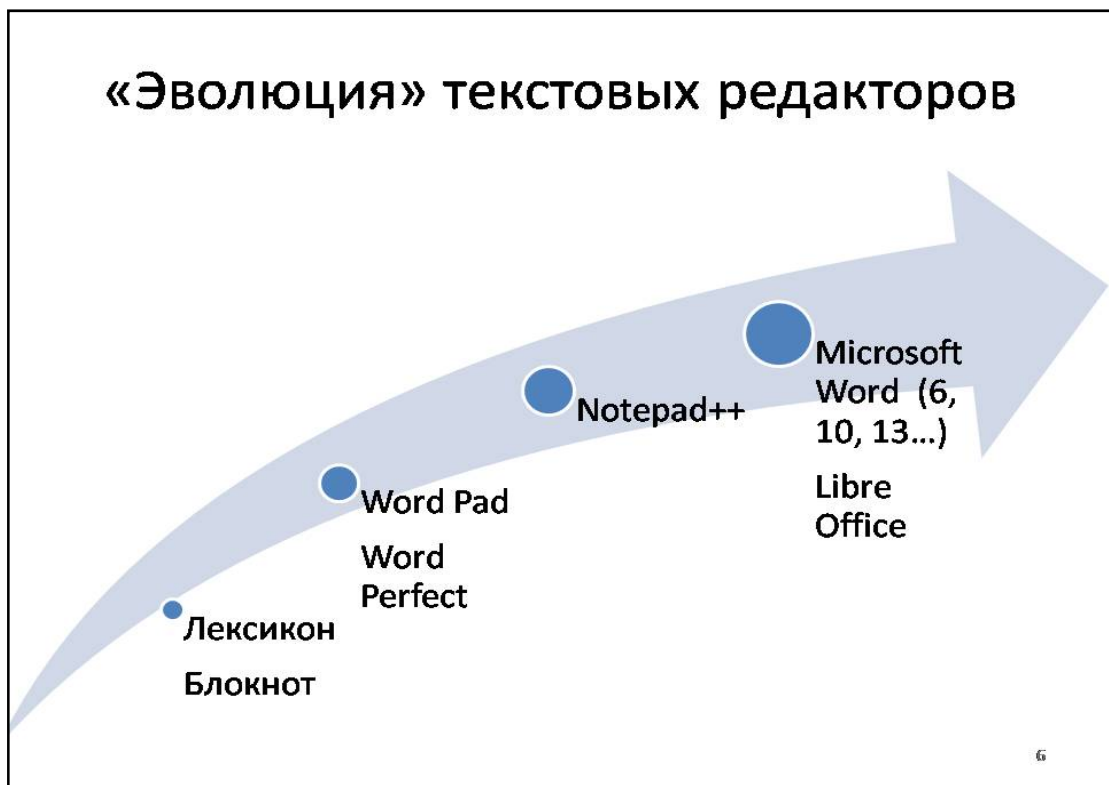 «Эволюция» текстовых редакторов
Лексикон
Блокнот
Word Pad
Word
Perfect
Notepad++
Microsoft
Word (6,
10, 13...)
Libre
Office
6